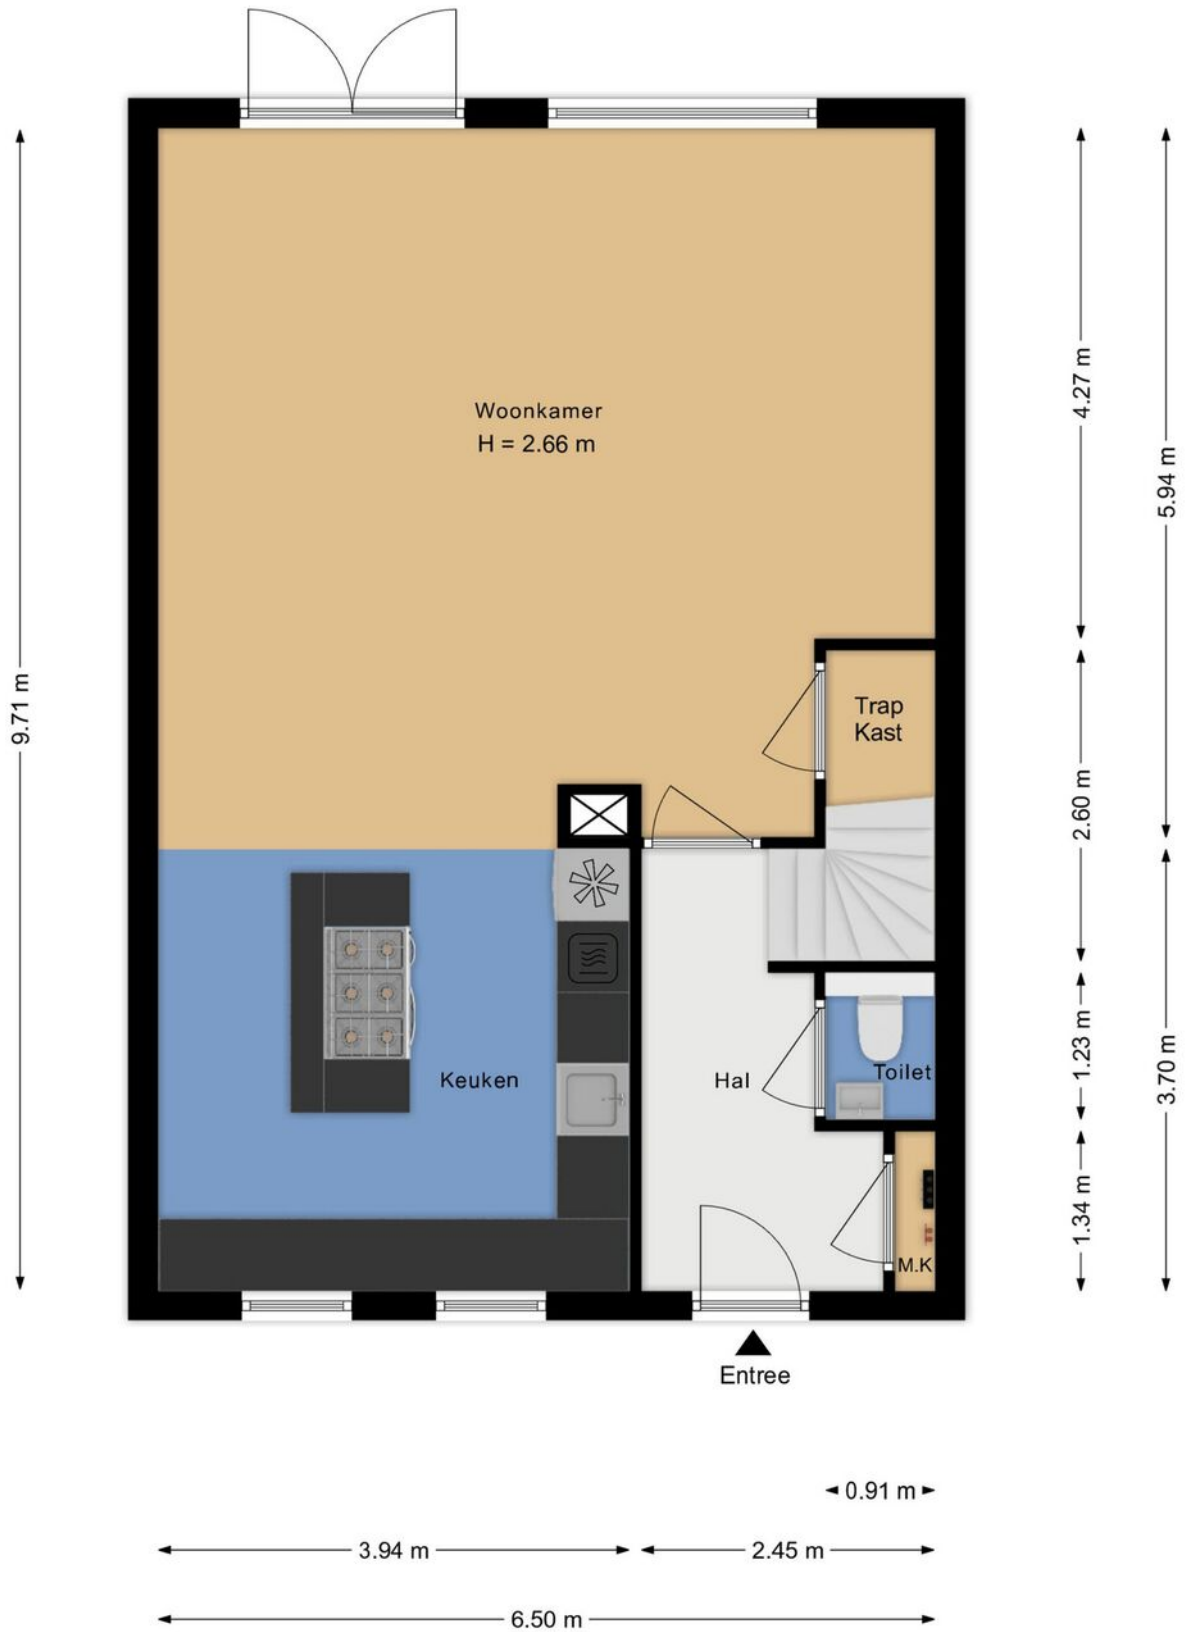 Woonkamer
H = 2.66 m
4.27 m
5.94 m
9.71 m
Trap
Kast
2.60 m
Keuken
Hal
Toilet
1.23 m
3.70 m
1.34 m
M.K
Entree
0.91 m
3.94 m
2.45 m
6.50 m